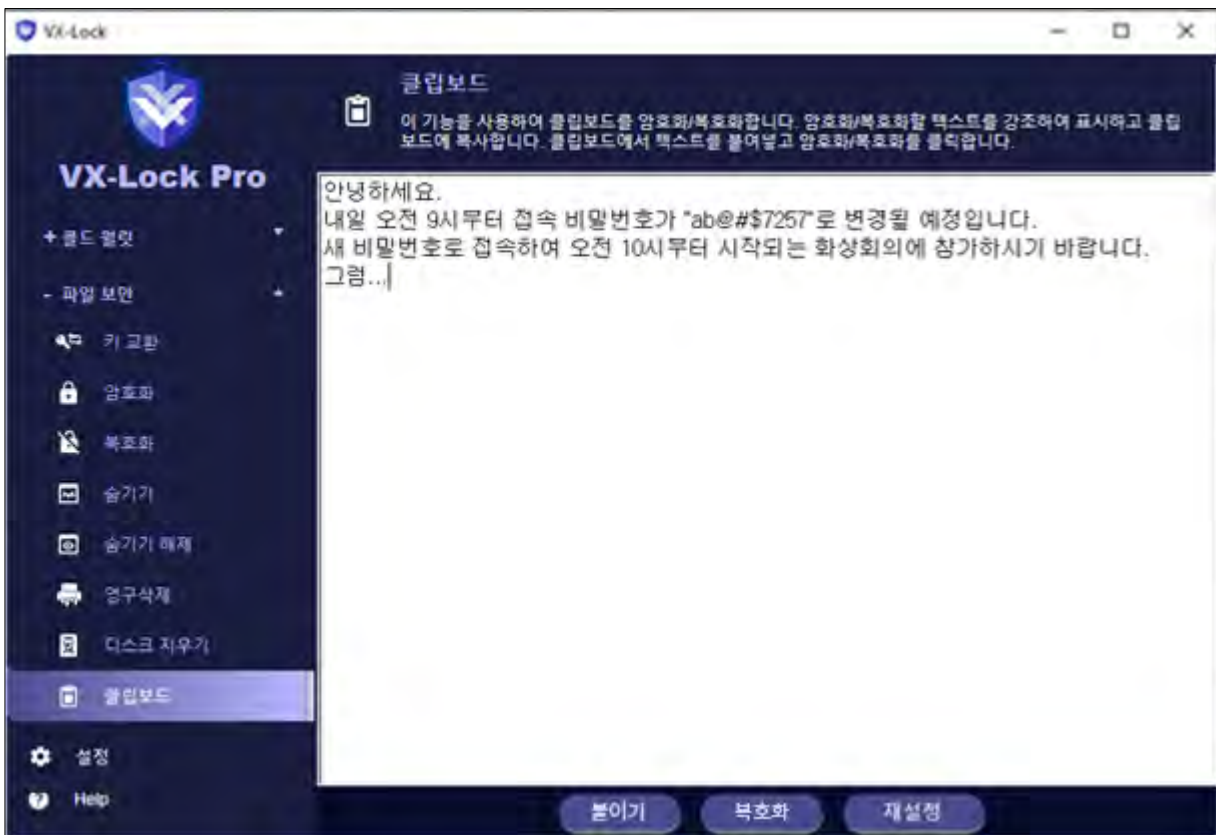 VX-Lock
VX-Lock Pro
+ 콜드 월릿
- 파일 보안
키 교환
암호화
복호화
숨기기
숨기기 해제
영구삭제
디스크 지우기
클립보드
설정
Help
클립보드
이 기능을 사용하여 클립보드를 암호화/복호화합니다. 암호화/복호화할 텍스트를 강조하여 표시하고 클립
보드에 복사합니다. 클립보드에서 텍스트를 붙여넣고 암호화/복호화를 클릭합니다.
안녕하세요.
내일 오전 9시부터 접속 비밀번호가 "ab@#$7257"로 변경될 예정입니다.
새 비밀번호로 접속하여 오전 10시부터 시작되는 화상회의에 참가하시기 바랍니다.
그럼...
붙이기
복호화
재설정